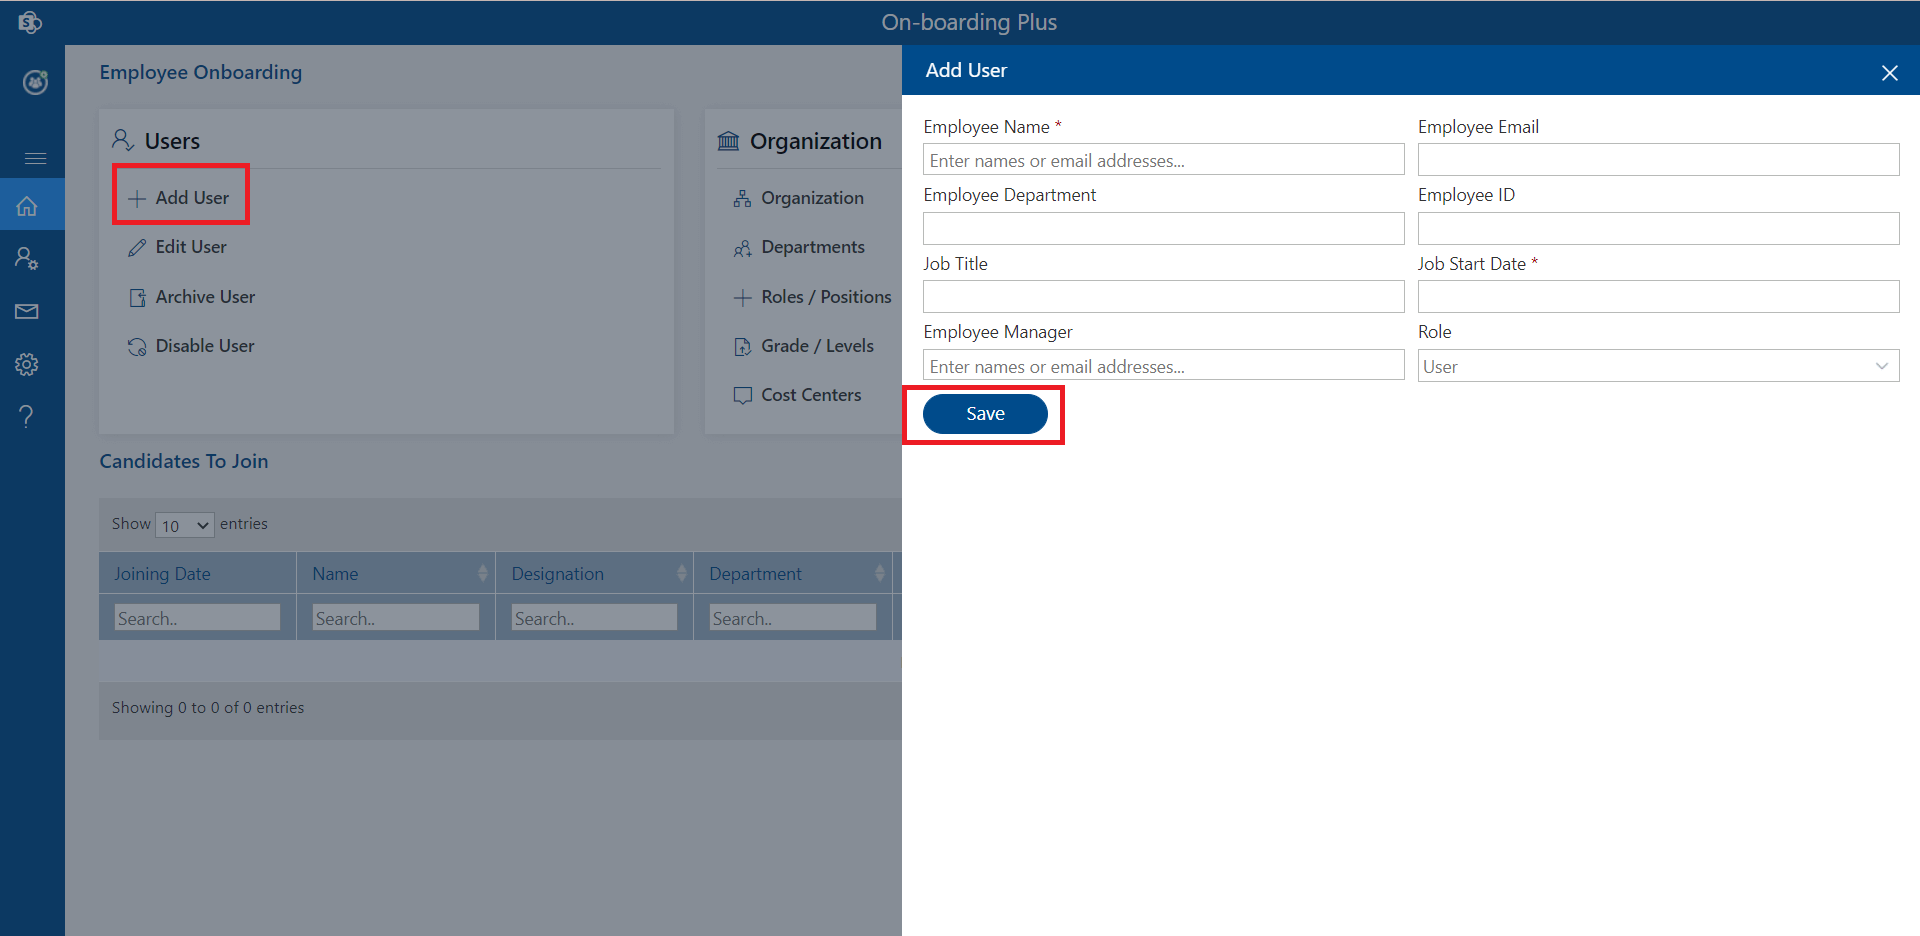 S
On-boarding Plus
Employee Onboarding
Users
Add User
Edit User
Archive User
Disable User
Organization
Organization
Departments
Roles / Positions
Grade / Levels
Cost Centers
Candidates To Join
Show 10 entries
Joining Date Name Designation Department
Search.. Search.. Search.. Search..
Showing 0 to 0 of 0 entries
Add User
Employee Name * Employee Email
Enter names or email addresses...
Employee Department Employee ID
Job Title Job Start Date *
Employee Manager Role
Enter names or email addresses... User
Save